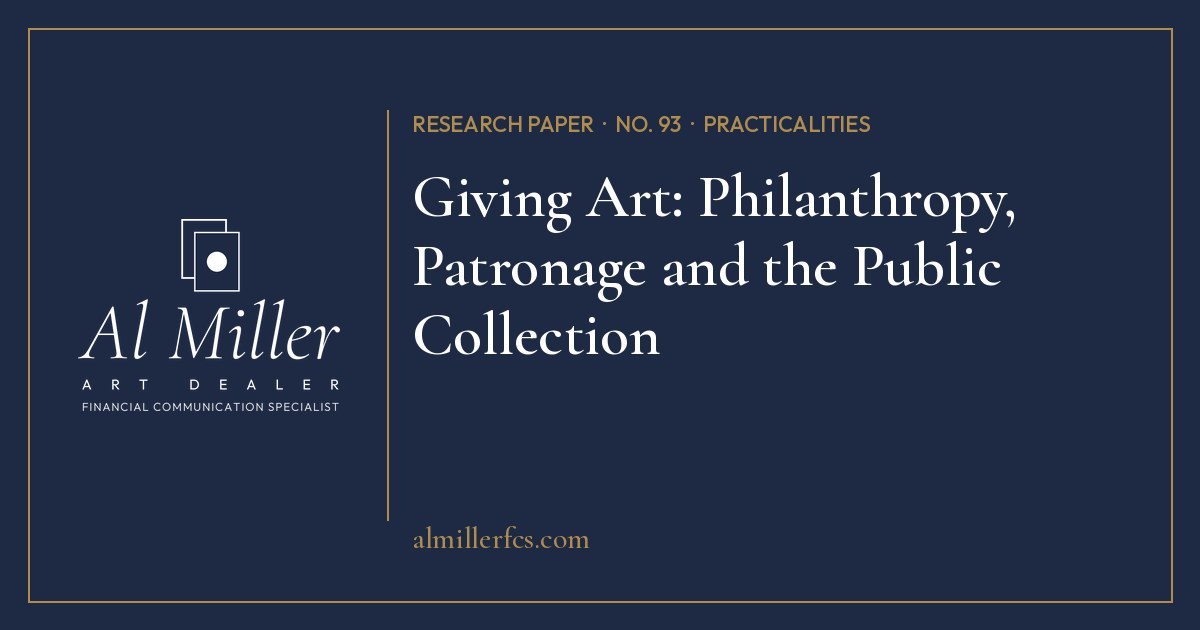 Al Miller
ART DEALER
FINANCIAL COMMUNICATION SPECIALIST
RESEARCH PAPER · NO. 93 · PRACTICALITIES
Giving Art: Philanthropy,
Patronage and the Public
Collection
almillerfcs.com